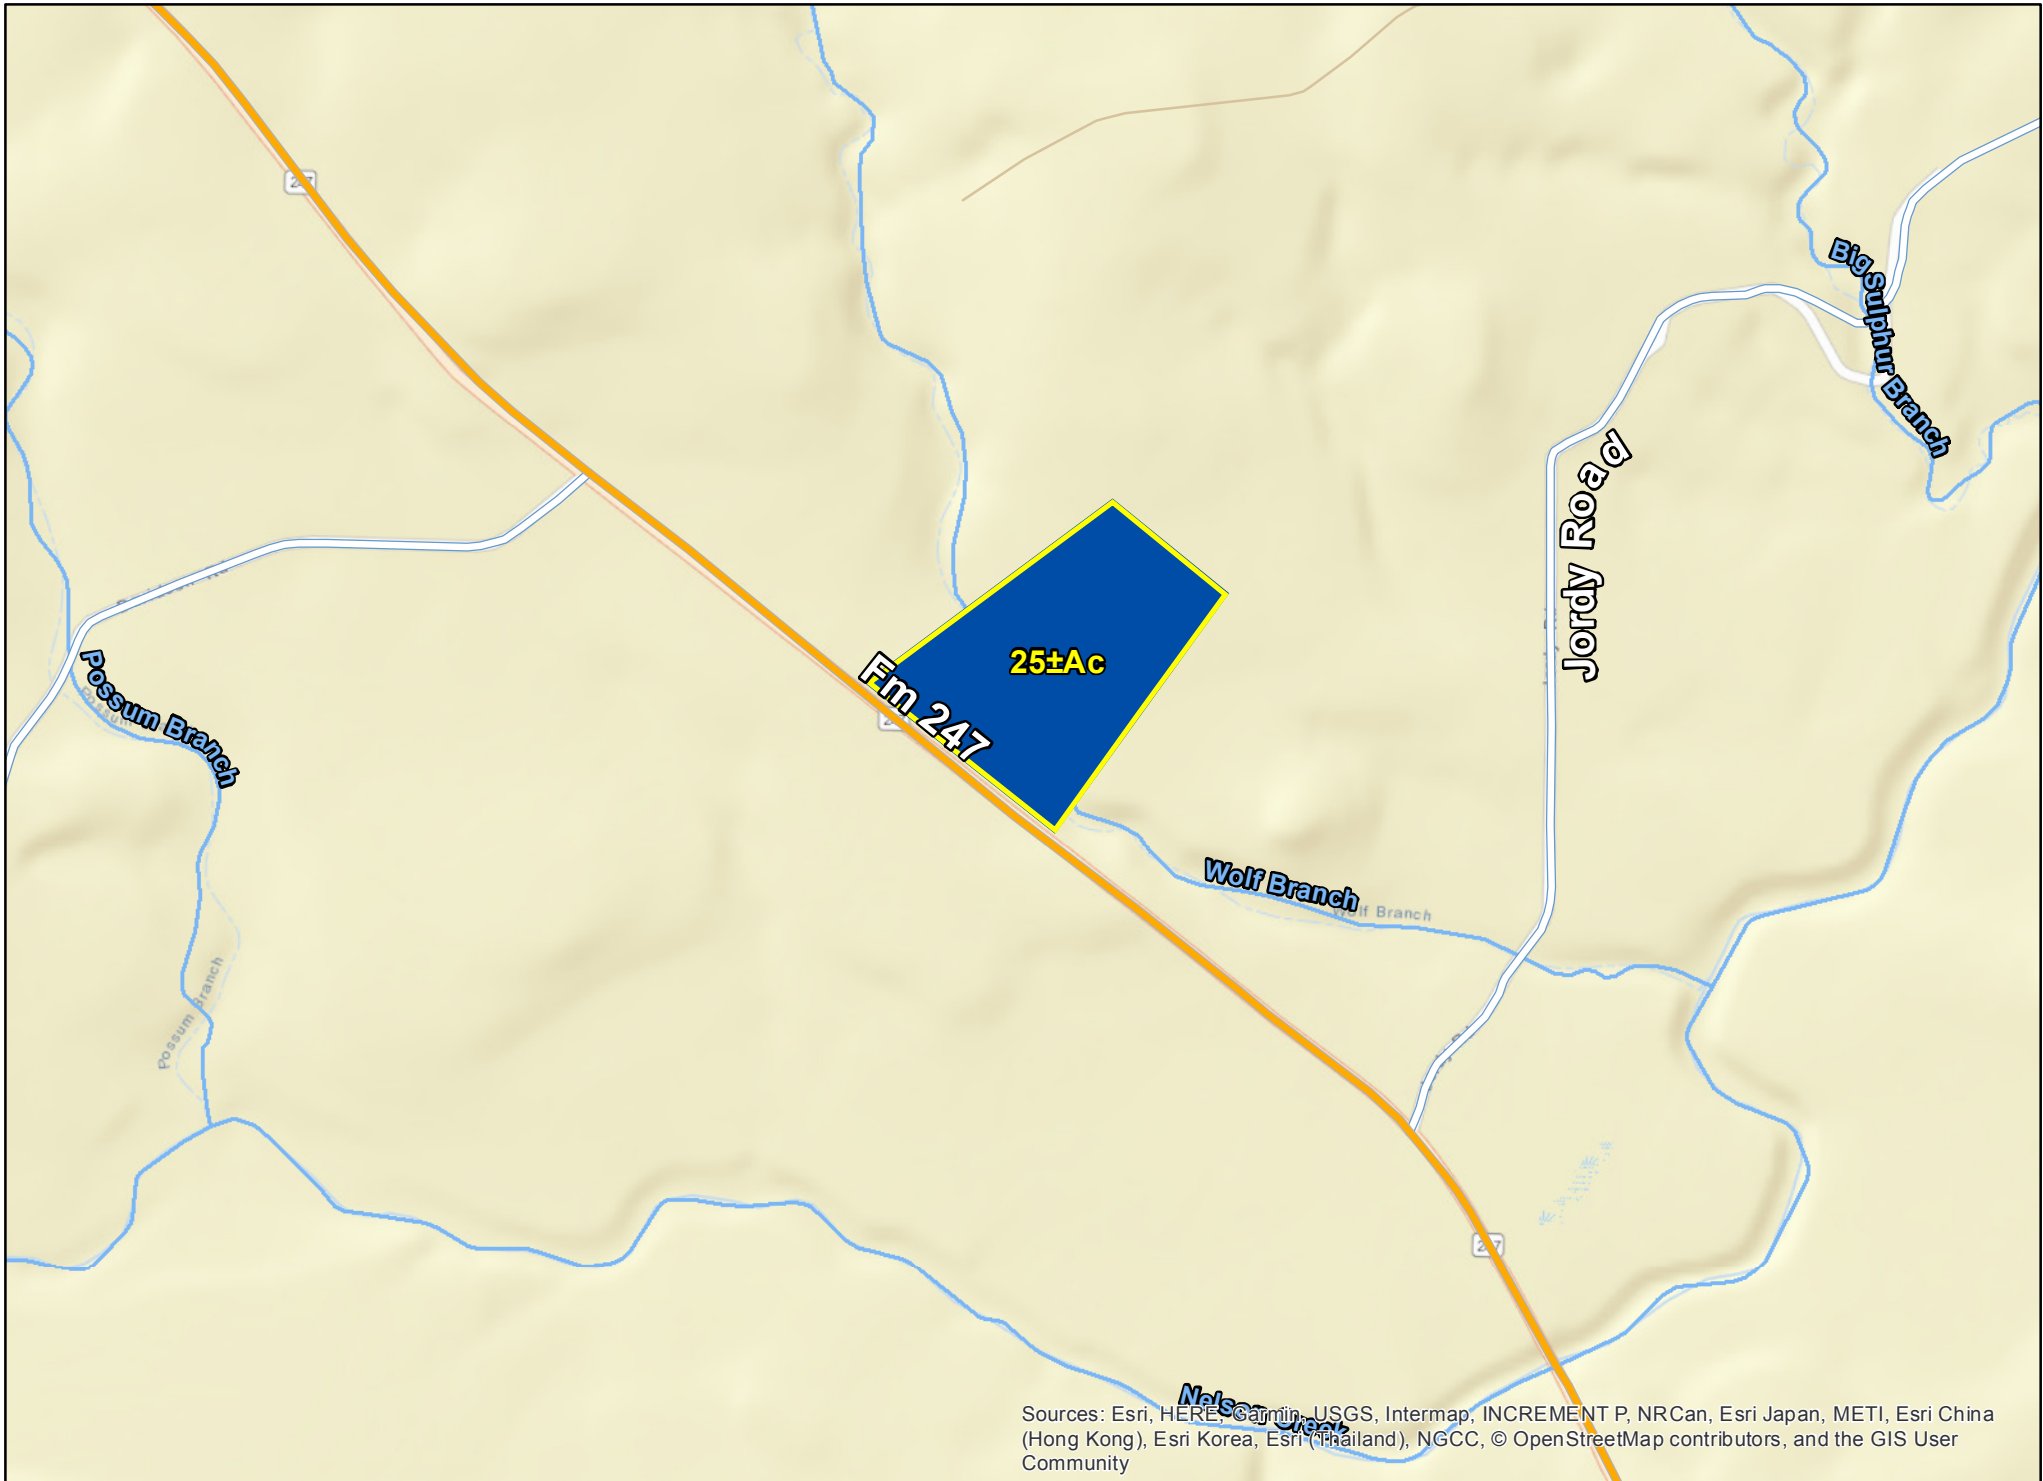 Big Sulphur Branch
Jordy Road
25±Ac
Fm 247
Possum Branch
Wolf Branch
Wolf Branch
Possum Branch
Nelson Creek
Sources: Esri, HERE, Garmin, USGS, Intermap, INCREMENT P, NRCan, Esri Japan, METI, Esri China
(Hong Kong), Esri Korea, Esri (Thailand), NGCC, © OpenStreetMap contributors, and the GIS User
Community